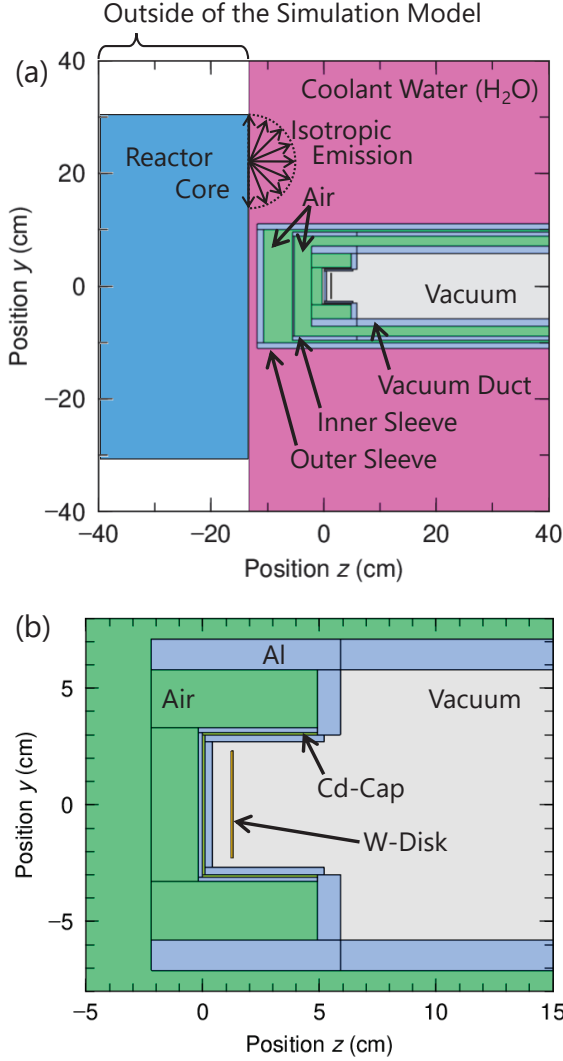 Outside of the Simulation Model
(a)
40
Coolant Water (H₂O)
Isotropic
Emission
Reactor
Core
Air
20
Position y (cm)
0
Vacuum
Vacuum Duct
Inner Sleeve
Outer Sleeve
−20
−40
−40 −20 0 20 40
Position z (cm)
(b)
Al
5
Air
Vacuum
Cd-Cap
Position y (cm)
0
W-Disk
−5
−5 0 5 10 15
Position z (cm)